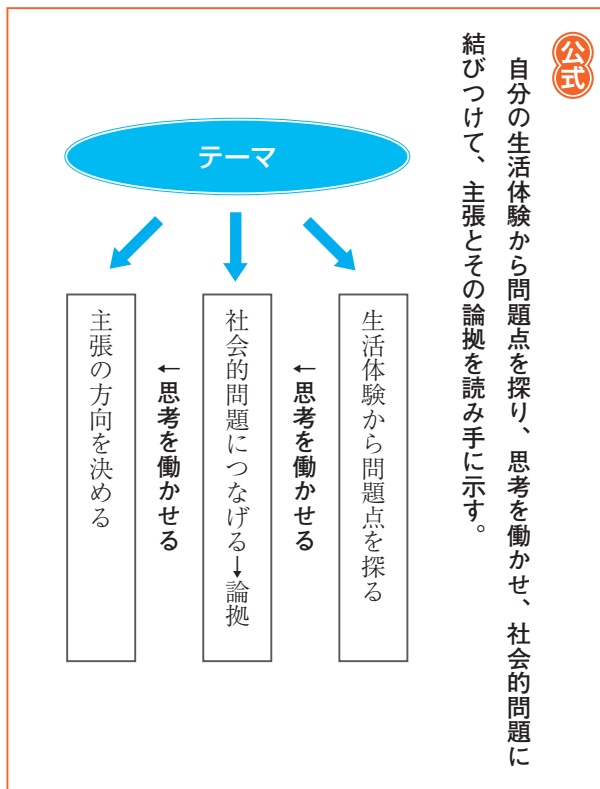 公式
自分の生活体験から問題点を探り、思考を働かせ、社会的問題に
結びつけて、主張とその論拠を読み手に示す。
テーマ
生活体験から問題点を探る
←思考を働かせる
社会的問題につなげる→論拠
←思考を働かせる
主張の方向を決める